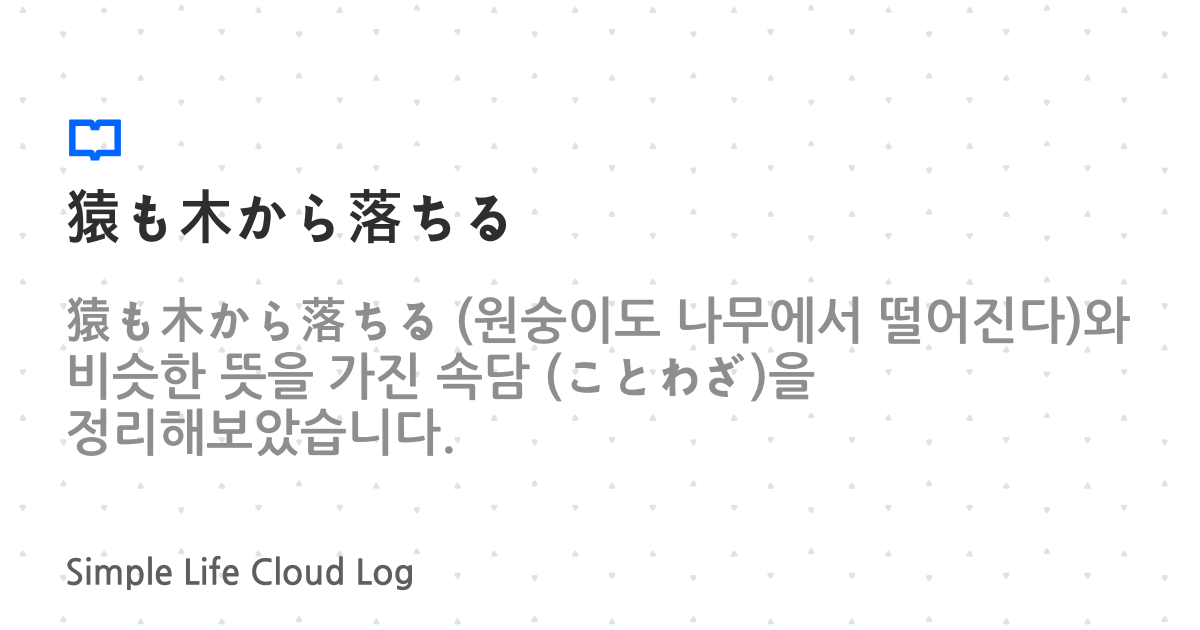 猿も木から落ちる
猿も木から落ちる (원숭이도 나무에서 떨어진다)와
비슷한 뜻을 가진 속담 (ことわざ)을
정리해보았습니다.
Simple Life Cloud Log